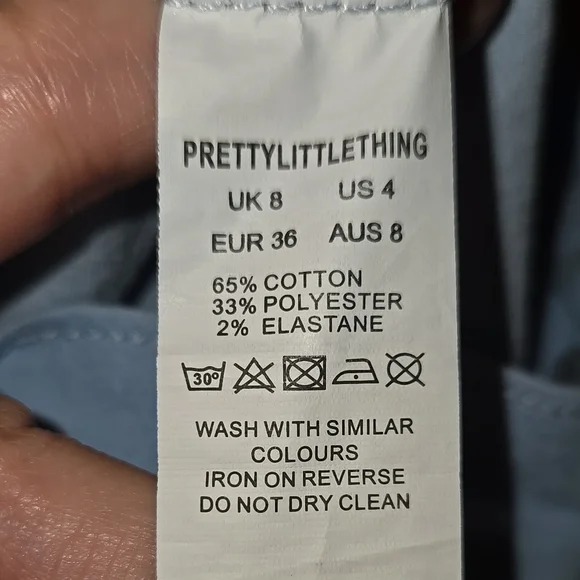 PRETTYLITTLETHING
UK 8 US 4
EUR 36 AUS 8
65% COTTON
33% POLYESTER
2% ELASTANE
30°
WASH WITH SIMILAR
COLOURS
IRON ON REVERSE
DO NOT DRY CLEAN